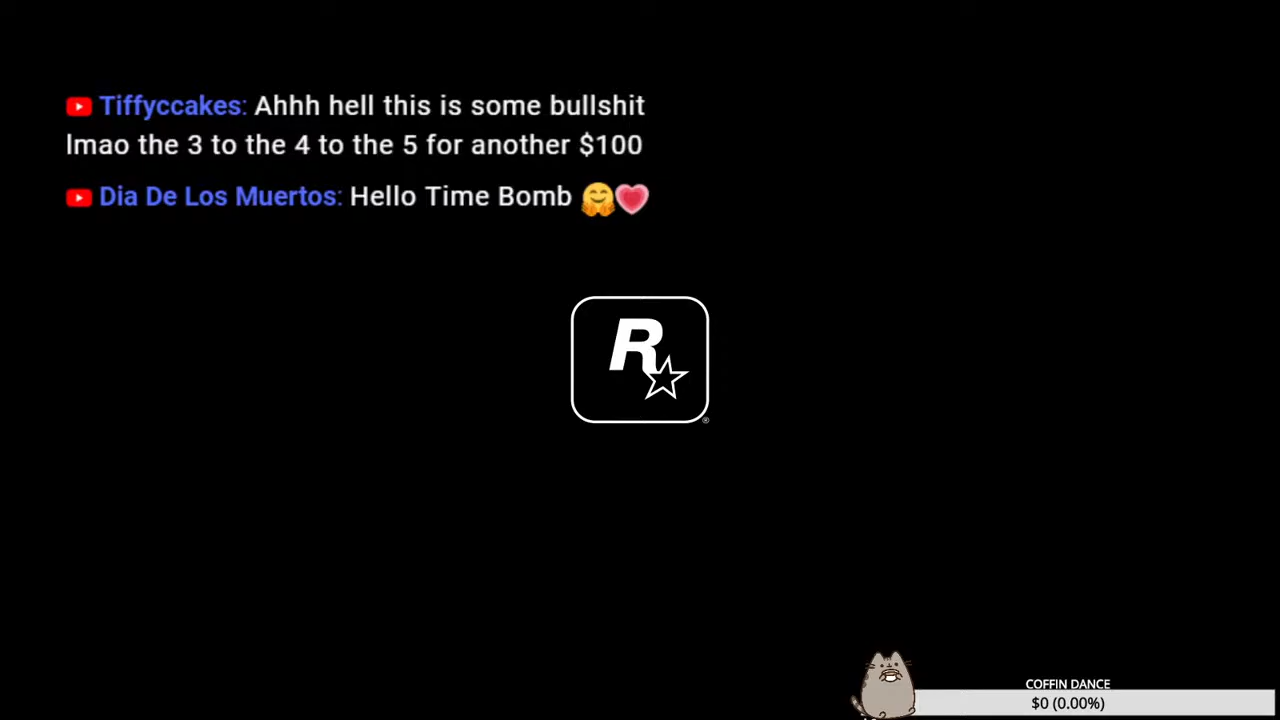 Tiffyccakes: Ahhh hell this is some bullshit
lmao the 3 to the 4 to the 5 for another $100
Dia De Los Muertos: Hello Time Bomb 🤗💗
R
®
COFFIN DANCE
$0 (0.00%)